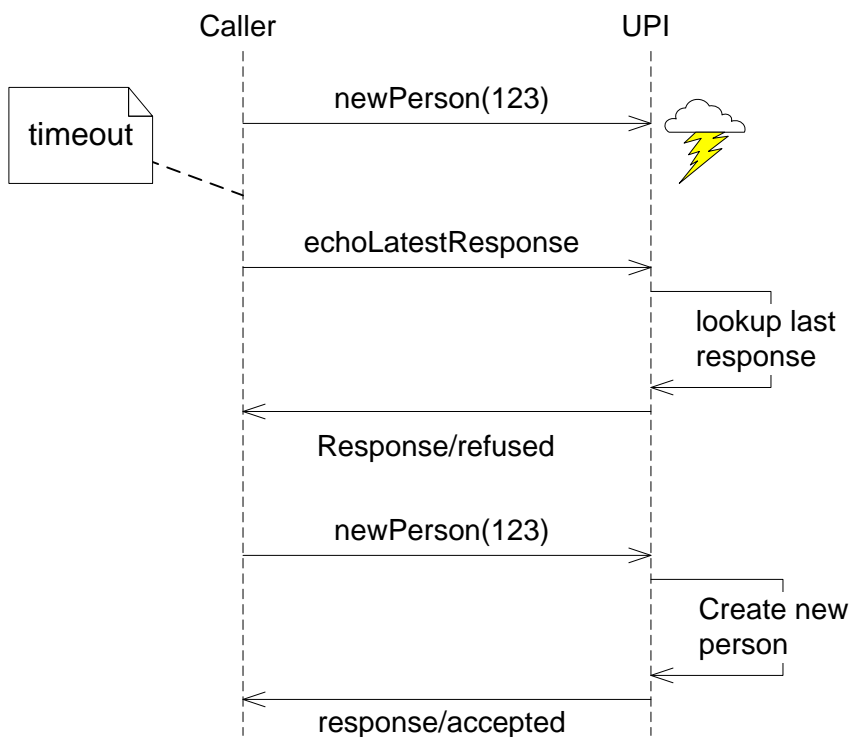 Caller
UPI
newPerson(123)
timeout
echoLatestResponse
lookup last
response
Response/refused
newPerson(123)
Create new
person
response/accepted